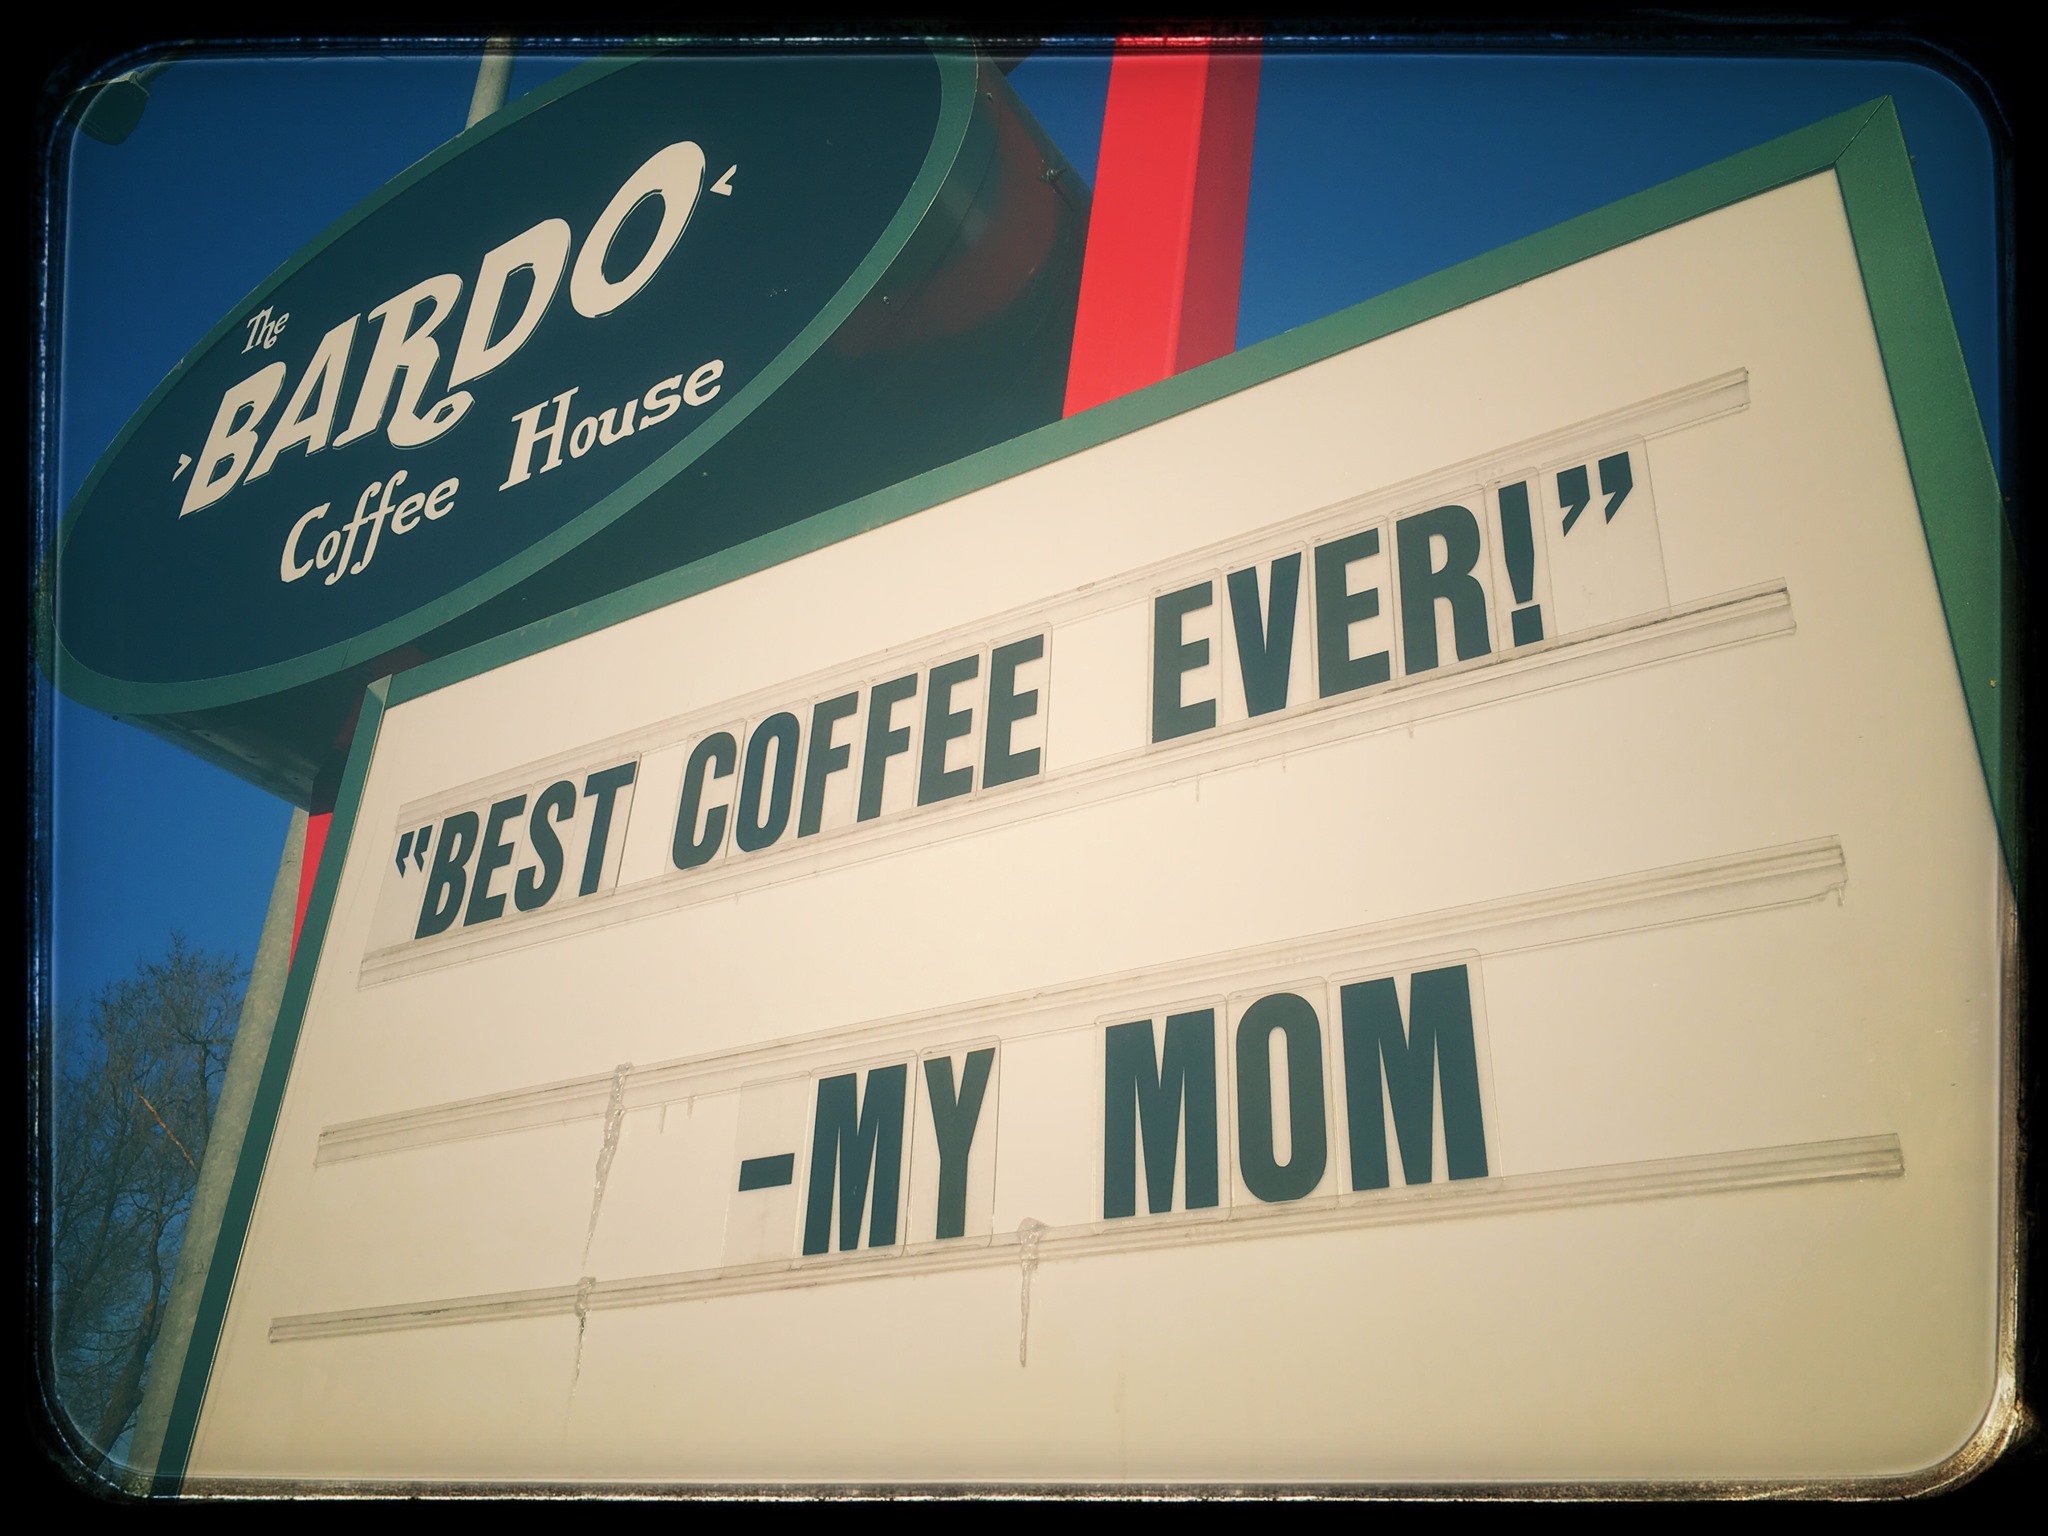 The
›BARDO‹
Coffee House
"BEST COFFEE EVER!"
-MY MOM